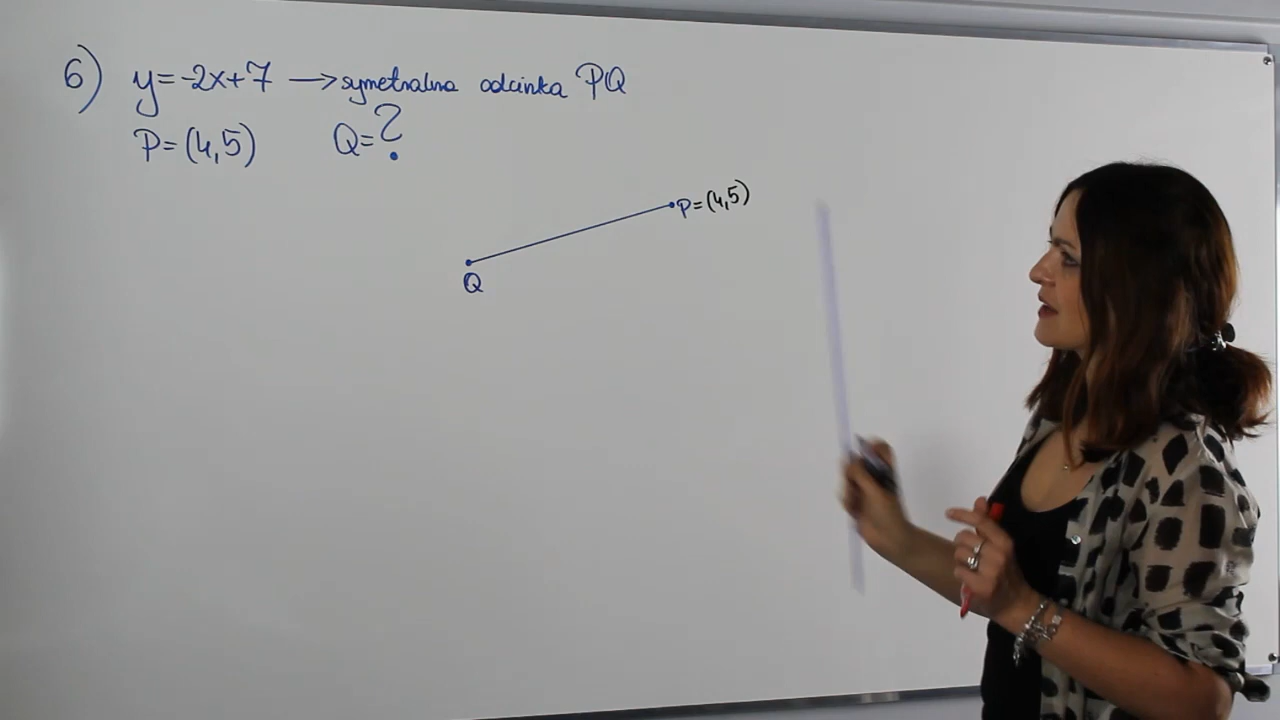 6) y=-2x+7 → symetralna odcinka PQ
P=(4,5) Q=?
P=(4,5)
Q